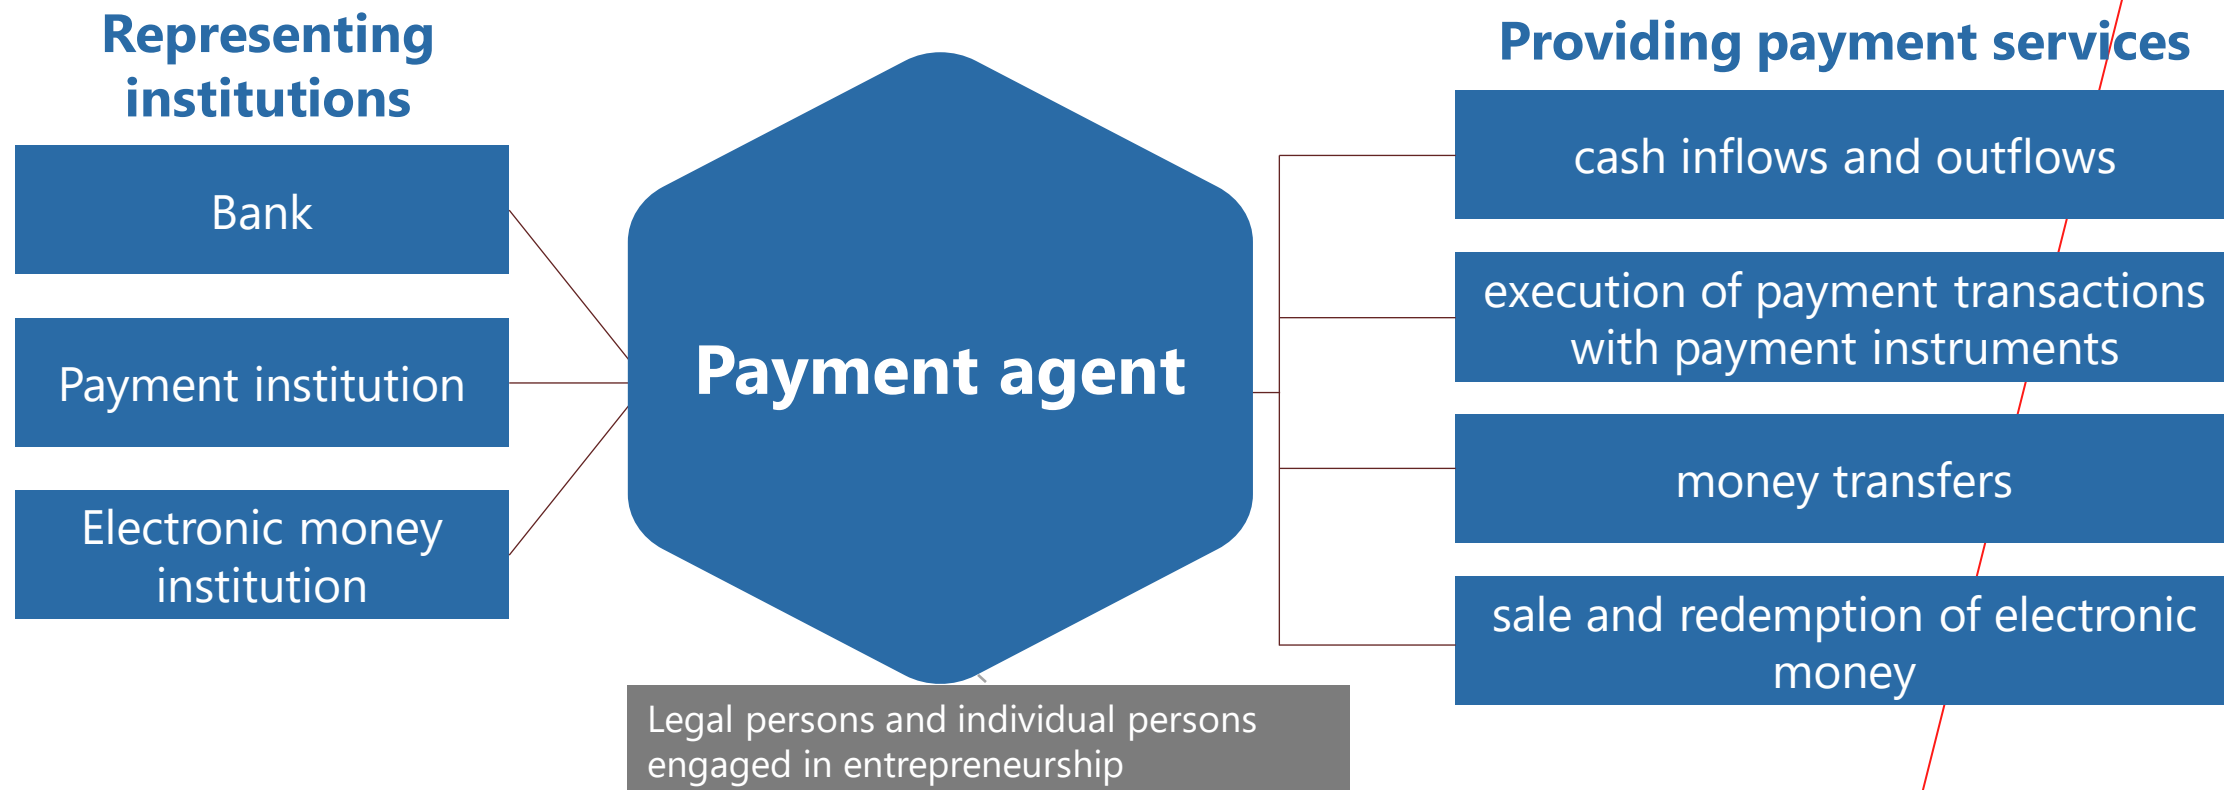 Representing
institutions
Bank
Payment institution
Electronic money
institution
Payment agent
Legal persons and individual persons
engaged in entrepreneurship
Providing payment services
cash inflows and outflows
execution of payment transactions
with payment instruments
money transfers
sale and redemption of electronic
money